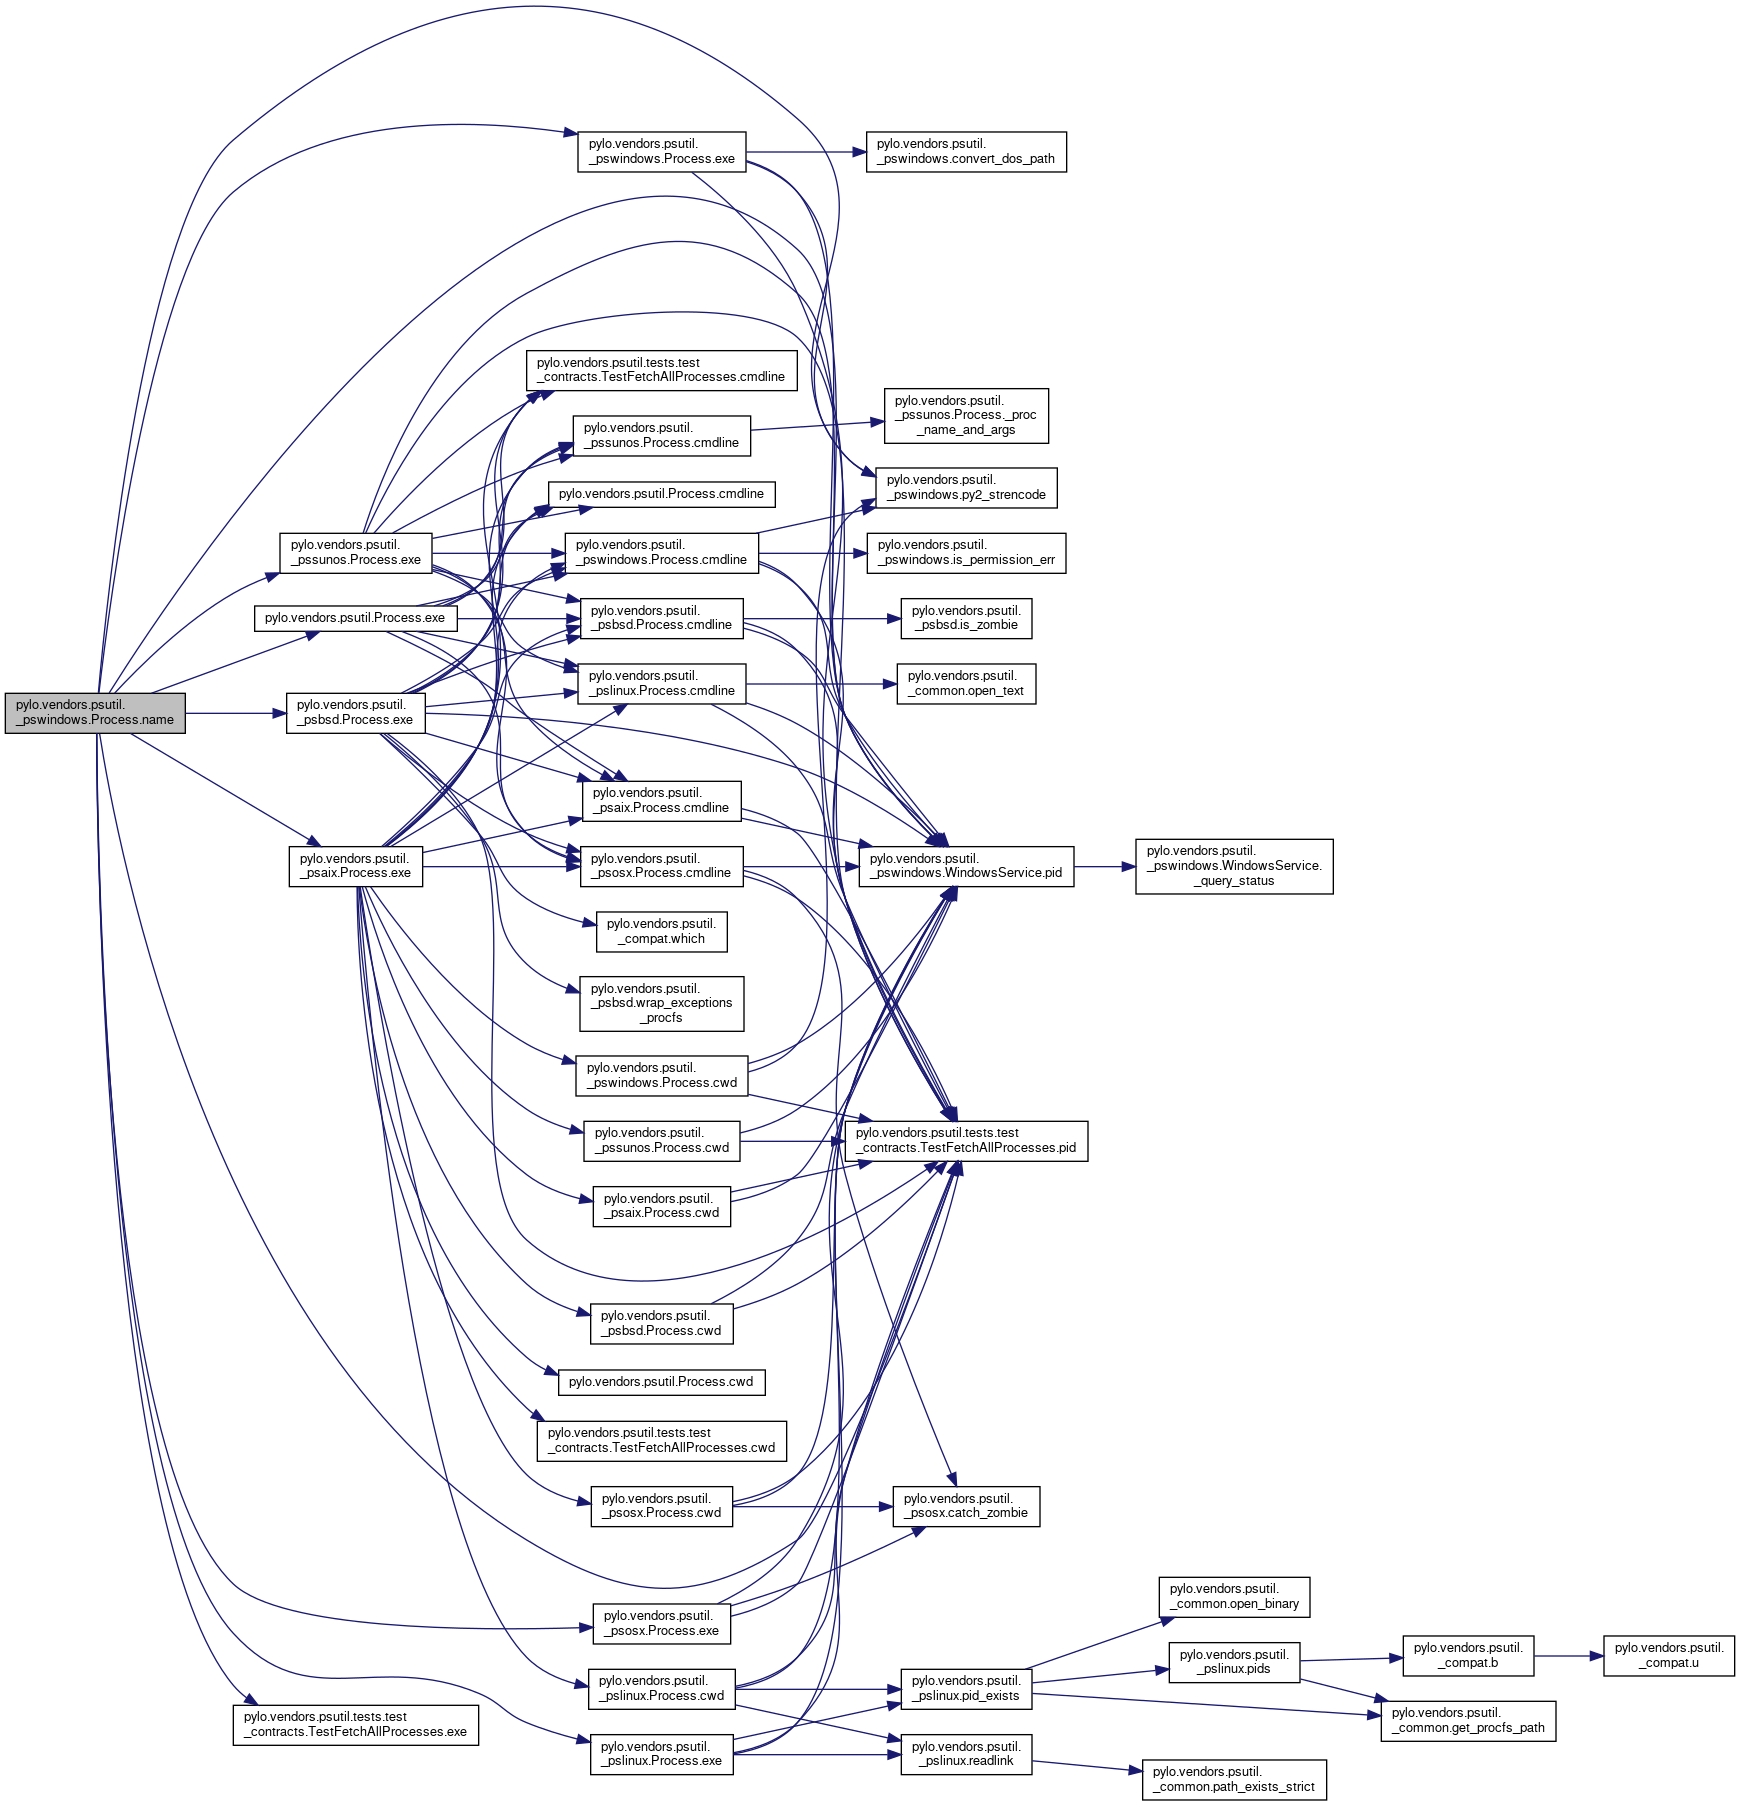 pylo.vendors.psutil.
_pswindows.Process.name
pylo.vendors.psutil.
_pssunos.Process.exe
pylo.vendors.psutil.Process.exe
pylo.vendors.psutil.
_psbsd.Process.exe
pylo.vendors.psutil.
_psaix.Process.exe
pylo.vendors.psutil.tests.test
_contracts.TestFetchAllProcesses.exe
pylo.vendors.psutil.
_pswindows.Process.exe
pylo.vendors.psutil.tests.test
_contracts.TestFetchAllProcesses.cmdline
pylo.vendors.psutil.
_pssunos.Process.cmdline
pylo.vendors.psutil.Process.cmdline
pylo.vendors.psutil.
_pswindows.Process.cmdline
pylo.vendors.psutil.
_psbsd.Process.cmdline
pylo.vendors.psutil.
_pslinux.Process.cmdline
pylo.vendors.psutil.
_psaix.Process.cmdline
pylo.vendors.psutil.
_psosx.Process.cmdline
pylo.vendors.psutil.
_compat.which
pylo.vendors.psutil.
_psbsd.wrap_exceptions
_procfs
pylo.vendors.psutil.
_pswindows.Process.cwd
pylo.vendors.psutil.
_pssunos.Process.cwd
pylo.vendors.psutil.
_psaix.Process.cwd
pylo.vendors.psutil.
_psbsd.Process.cwd
pylo.vendors.psutil.Process.cwd
pylo.vendors.psutil.tests.test
_contracts.TestFetchAllProcesses.cwd
pylo.vendors.psutil.
_psosx.Process.cwd
pylo.vendors.psutil.
_psosx.Process.exe
pylo.vendors.psutil.
_pslinux.Process.cwd
pylo.vendors.psutil.
_pslinux.Process.exe
pylo.vendors.psutil.
_pswindows.convert_dos_path
pylo.vendors.psutil.
_pssunos.Process._proc
_name_and_args
pylo.vendors.psutil.
_pswindows.py2_strencode
pylo.vendors.psutil.
_pswindows.is_permission_err
pylo.vendors.psutil.
_psbsd.is_zombie
pylo.vendors.psutil.
_common.open_text
pylo.vendors.psutil.
_pswindows.WindowsService.pid
pylo.vendors.psutil.tests.test
_contracts.TestFetchAllProcesses.pid
pylo.vendors.psutil.
_psosx.catch_zombie
pylo.vendors.psutil.
_pslinux.pid_exists
pylo.vendors.psutil.
_pslinux.readlink
pylo.vendors.psutil.
_pswindows.WindowsService.
_query_status
pylo.vendors.psutil.
_common.open_binary
pylo.vendors.psutil.
_pslinux.pids
pylo.vendors.psutil.
_common.path_exists_strict
pylo.vendors.psutil.
_compat.b
pylo.vendors.psutil.
_common.get_procfs_path
pylo.vendors.psutil.
_compat.u